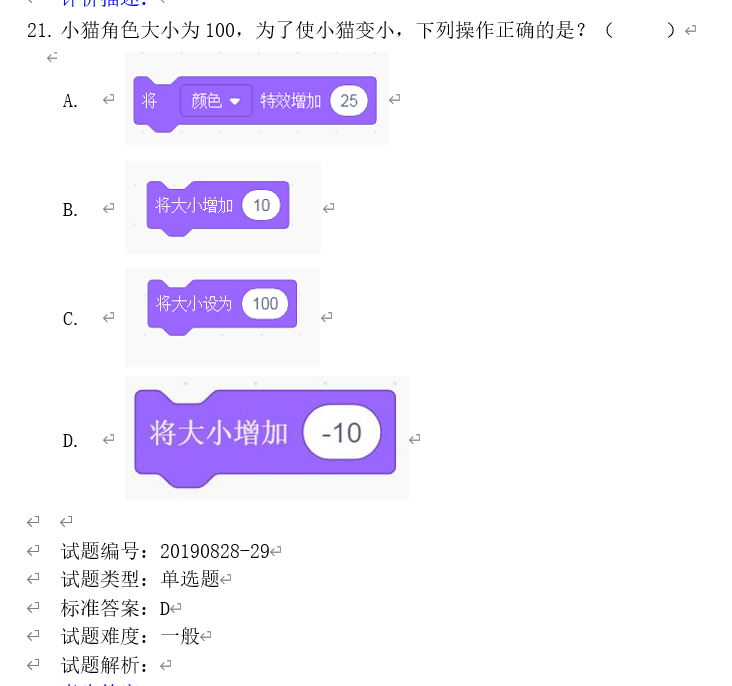 21. 小猫角色大小为 100，为了使小猫变小，下列操作正确的是？（　　）
A. 将 颜色 特效增加 25
B. 将大小增加 10
C. 将大小设为 100
D. 将大小增加 -10
试题编号：20190828-29
试题类型：单选题
标准答案：D
试题难度：一般
试题解析：